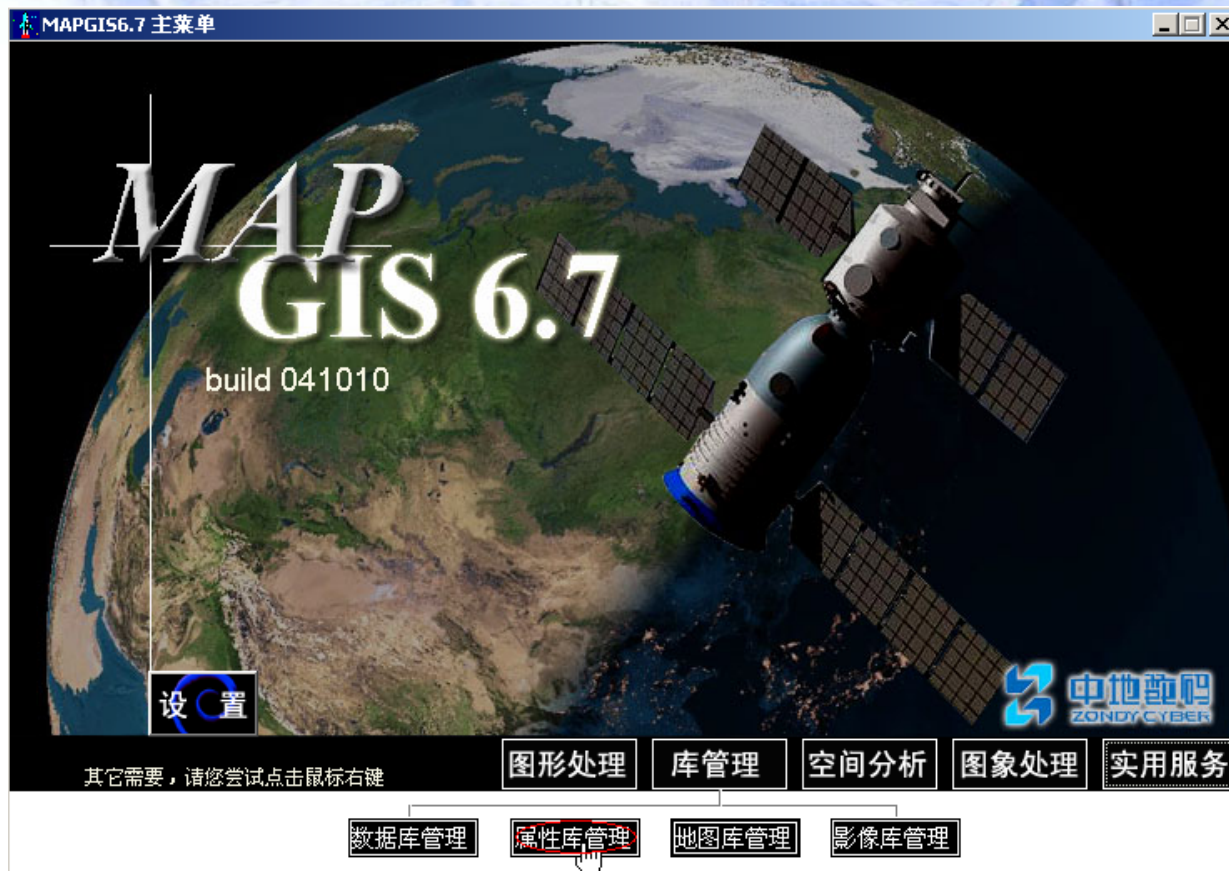 MAPGIS6.7 主菜单
MAP
GIS 6.7
build 041010
设置
中地数码
ZONDY CYBER
其它需要，请您尝试点击鼠标右键
图形处理
库管理
空间分析
图象处理
实用服务
数据库管理
属性库管理
地图库管理
影像库管理